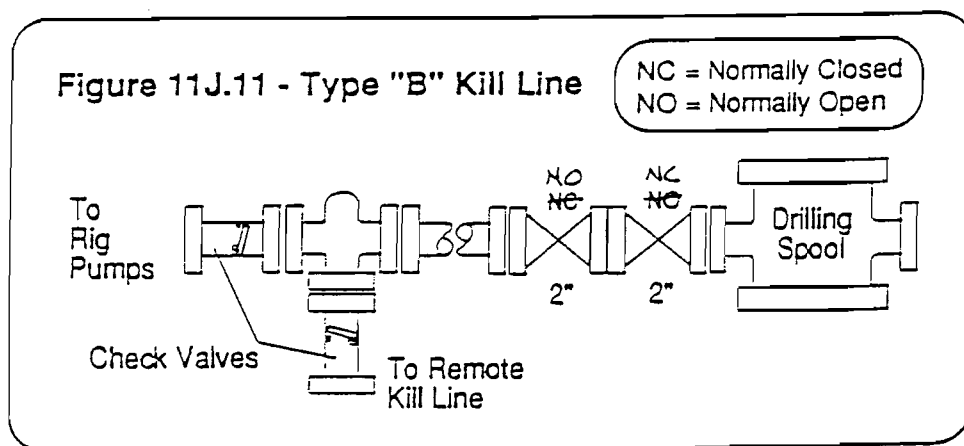 Figure 11J.11 - Type "B" Kill Line
NC = Normally Closed
NO = Normally Open
To
Rig
Pumps
NO
NC
NC
NO
Drilling
Spool
2"
2"
Check Valves
To Remote
Kill Line